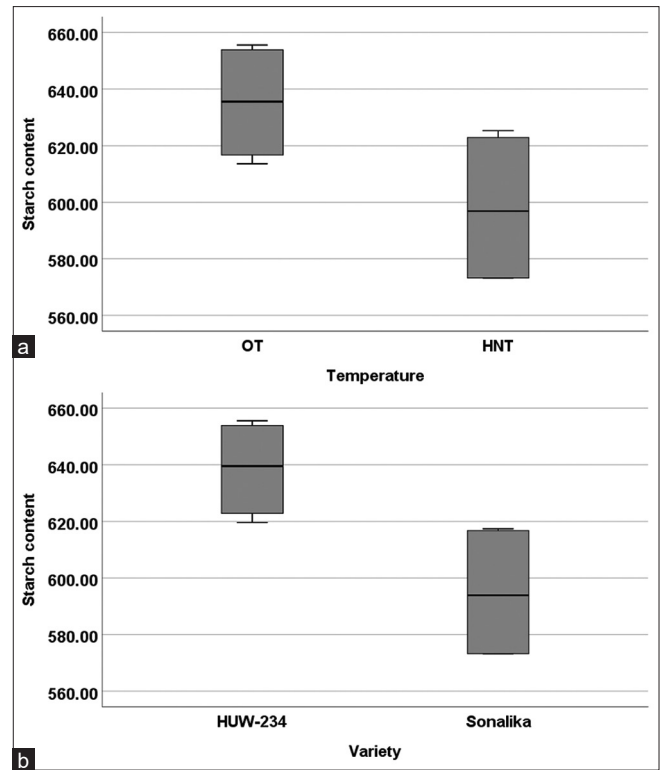 660.00
640.00
620.00
600.00
580.00
560.00
Starch content
OT HNT
Temperature
a
660.00
640.00
620.00
600.00
580.00
560.00
Starch content
HUW-234 Sonalika
Variety
b